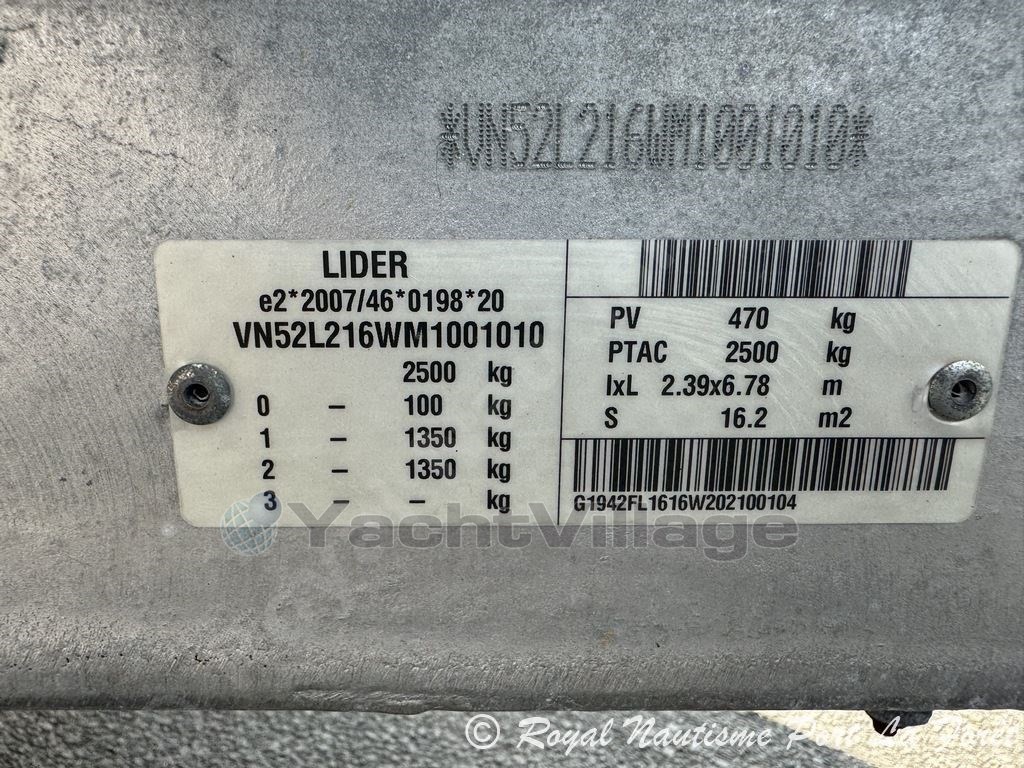 *VN52L216WM1001010*
LIDER
e2*2007/46*0198*20
VN52L216WM1001010
2500 kg
0 – 100 kg
1 – 1350 kg
2 – 1350 kg
3 – – kg
PV 470 kg
PTAC 2500 kg
IxL 2.39x6.78 m
S 16.2 m2
G1942FL1616W202100104
YachtVillage
© Royal Nautisme Port La Foret